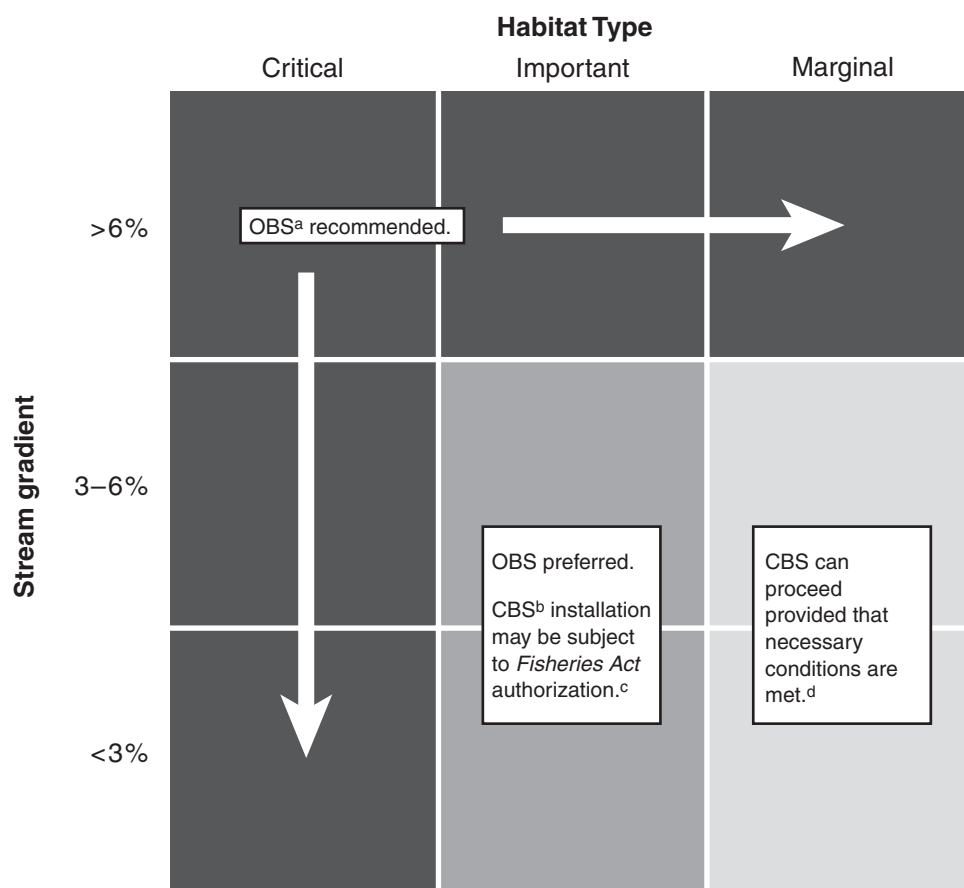 Habitat Type
Critical Important Marginal
>6%
OBSᵃ recommended.
Stream gradient
3–6%
OBS preferred.
CBSᵇ installation
may be subject
to Fisheries Act
authorization.ᶜ
CBS can
proceed
provided that
necessary
conditions are
met.ᵈ
<3%